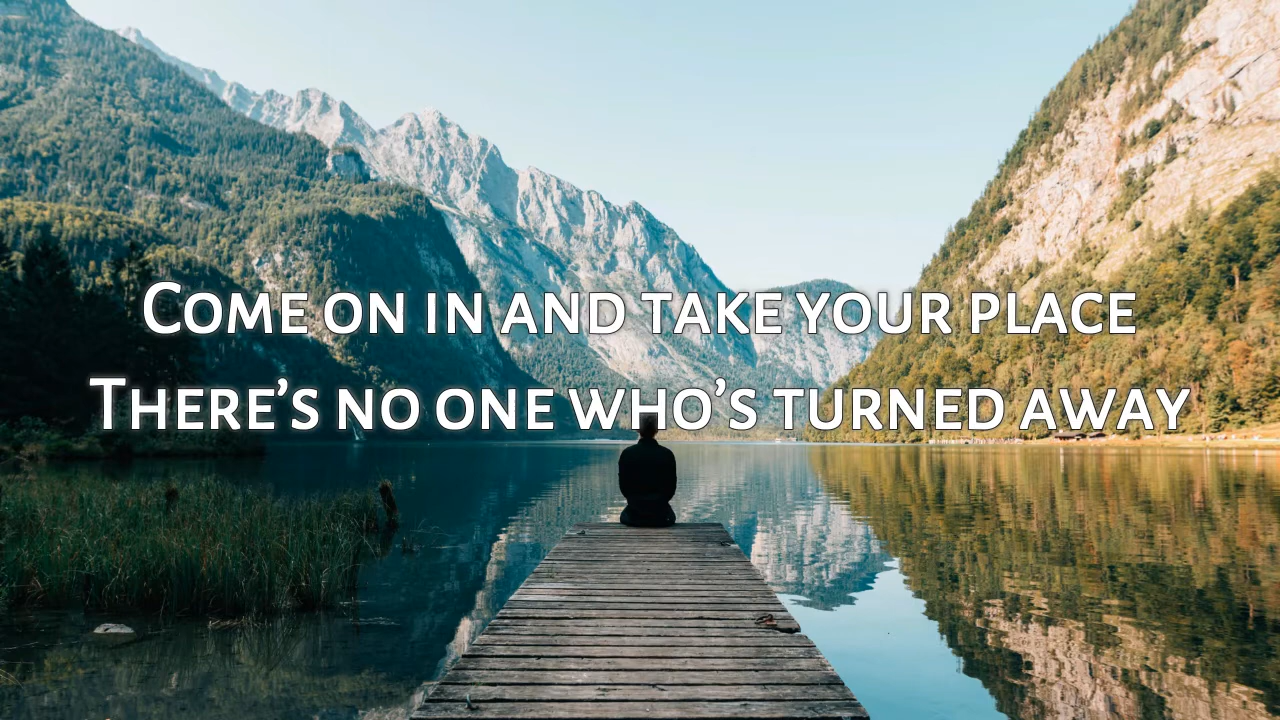 Come on in and take your place
There’s no one who’s turned away